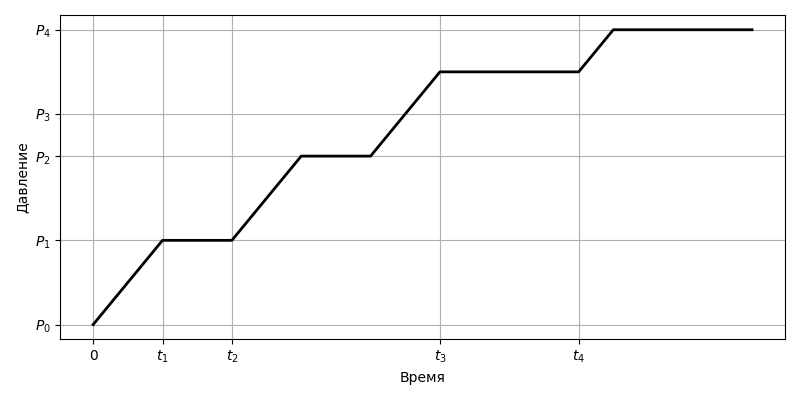 Давление
P₄
P₃
P₂
P₁
P₀
0 t₁ t₂ t₃ t₄
Время